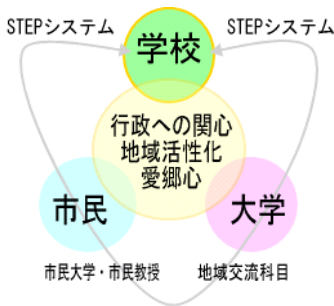 STEPシステム
STEPシステム
学校
行政への関心
地域活性化
愛郷心
市民
大学
市民大学・市民教授
地域交流科目